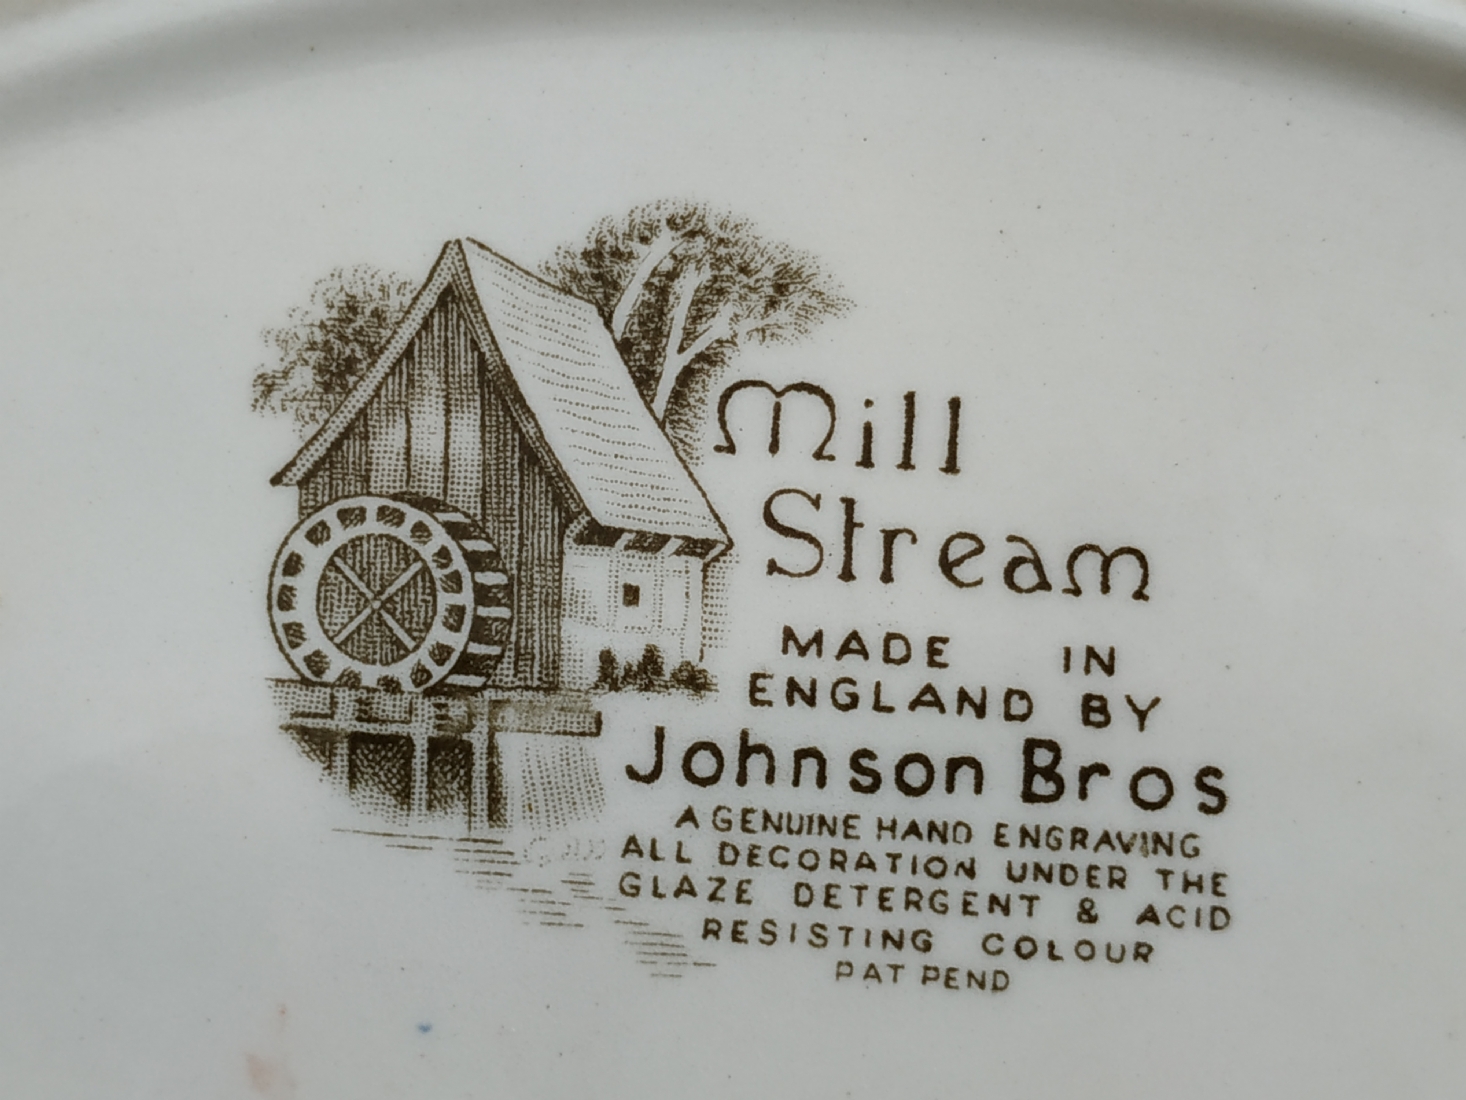 Mill
Stream
MADE IN
ENGLAND BY
Johnson Bros
A GENUINE HAND ENGRAVING
ALL DECORATION UNDER THE
GLAZE DETERGENT & ACID
RESISTING COLOUR
PAT PEND